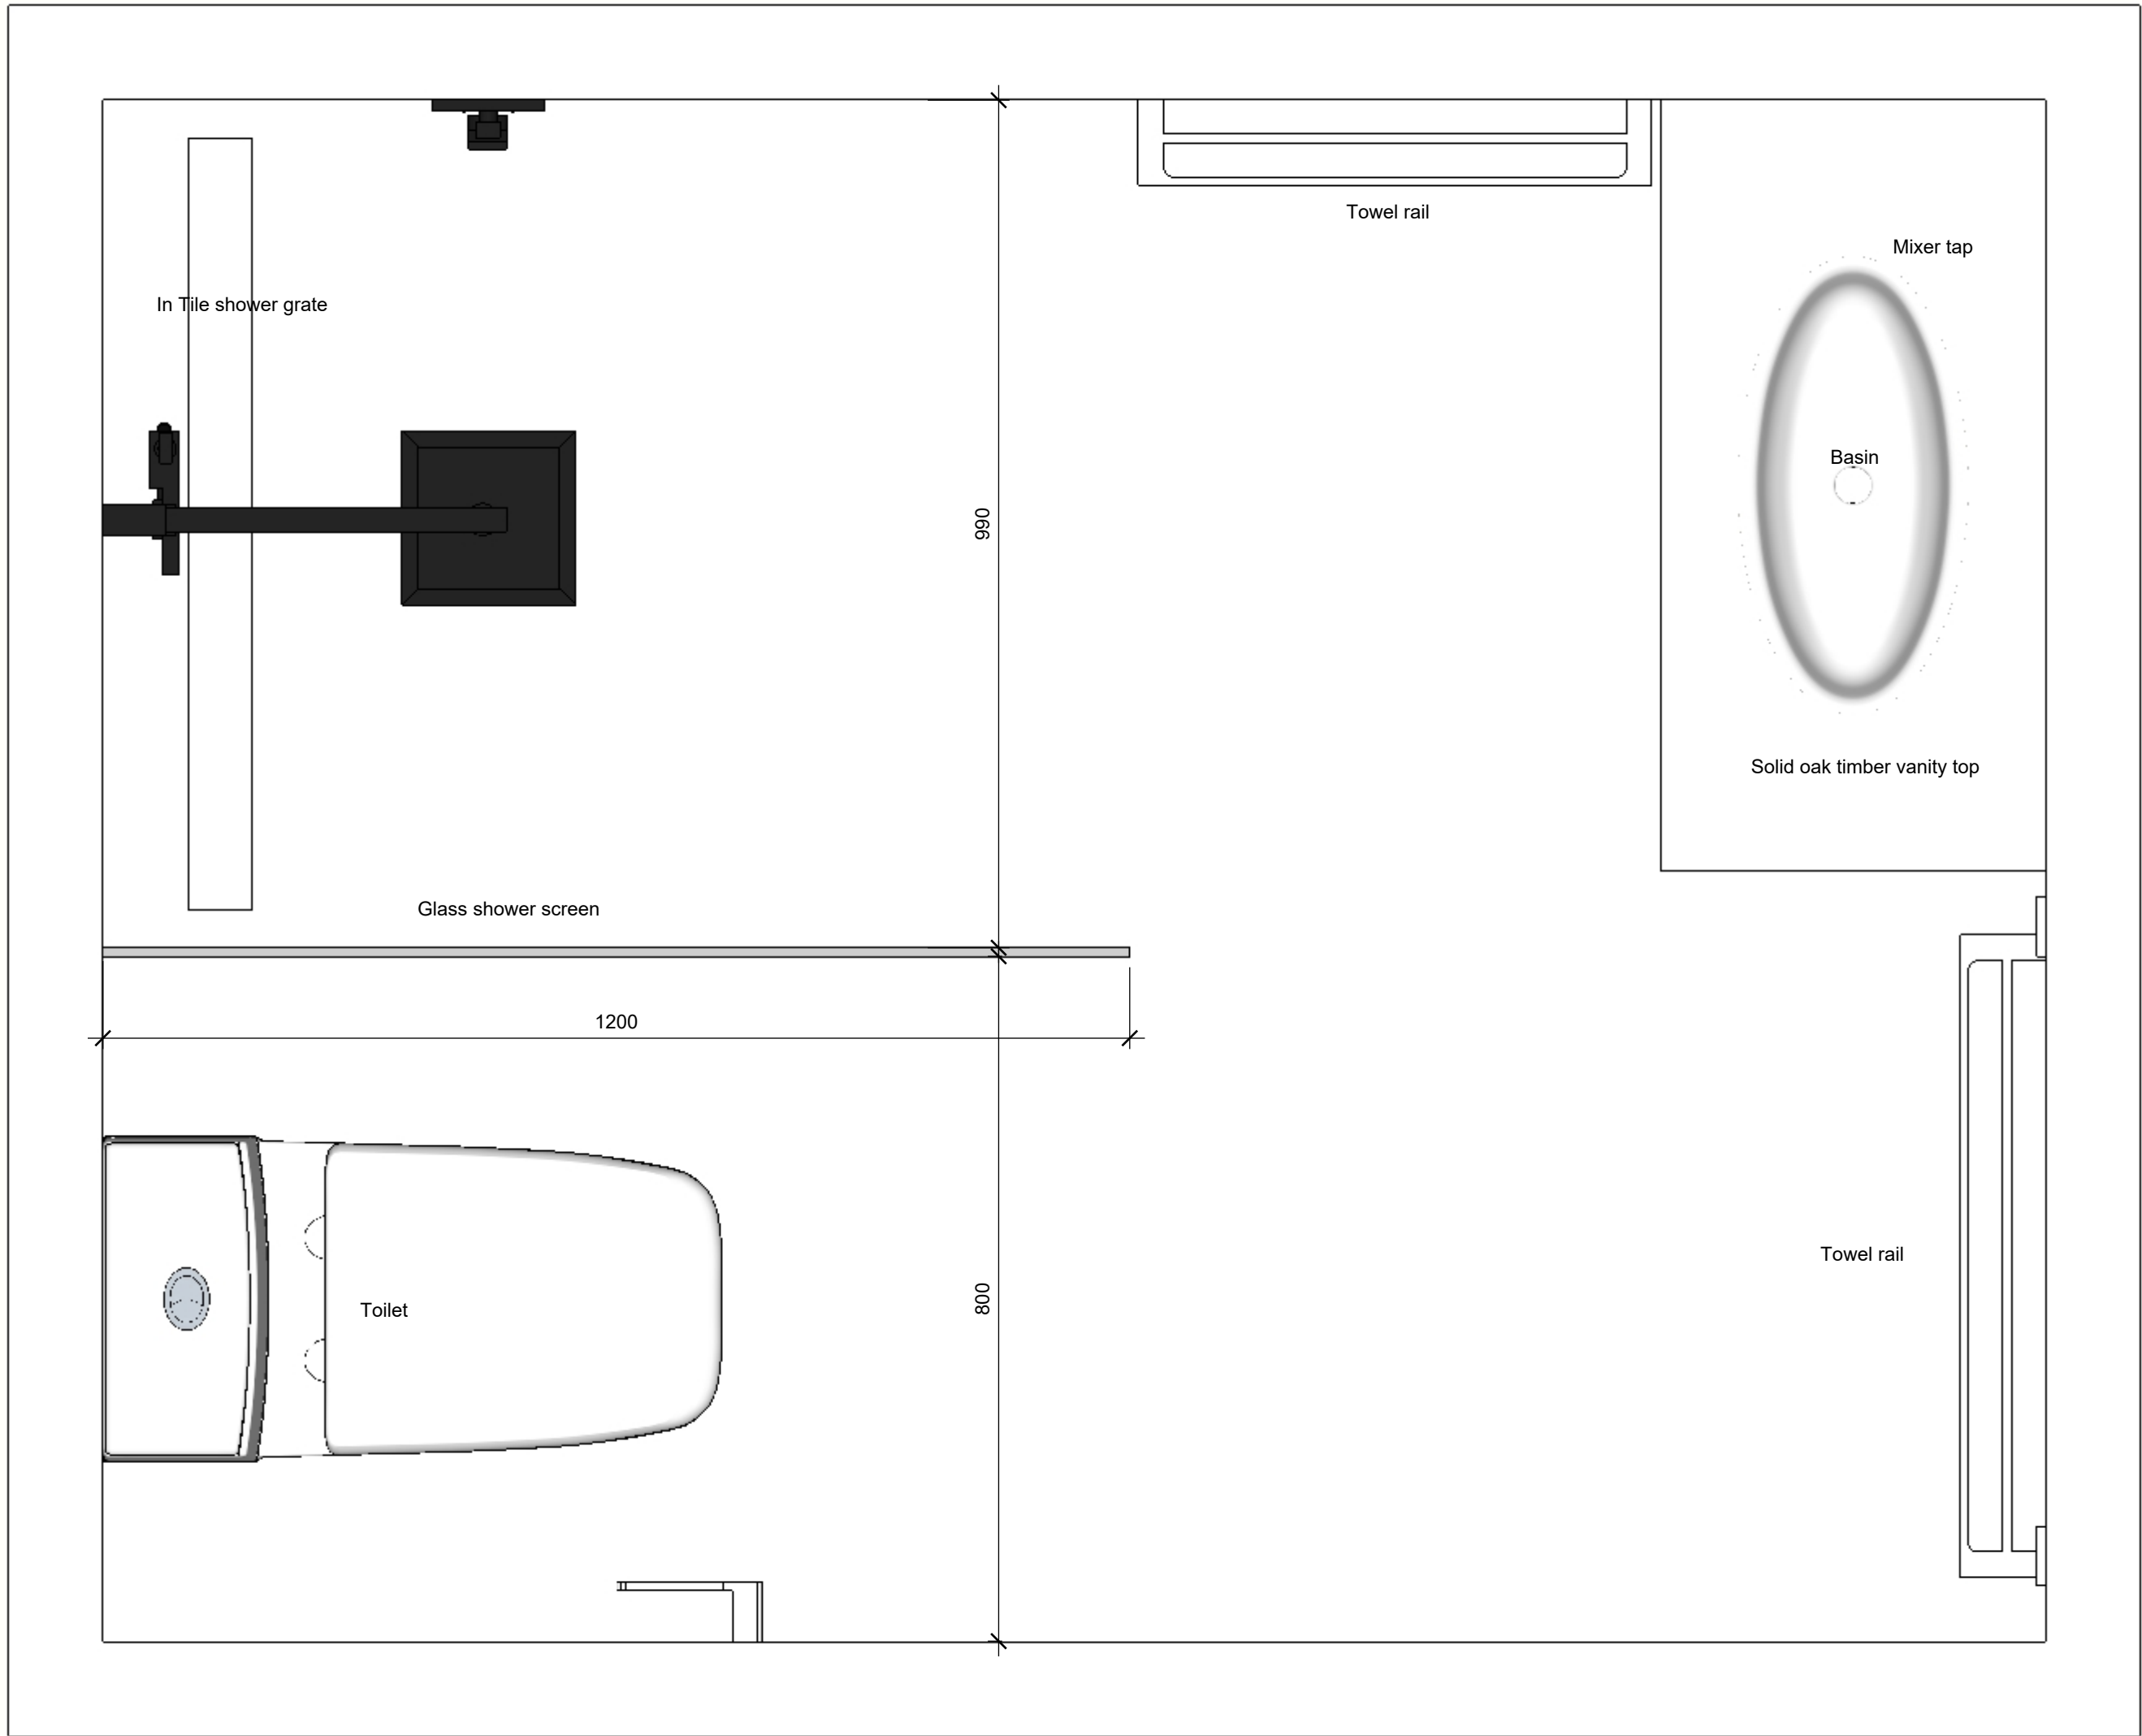 Towel rail
Mixer tap
In Tile shower grate
Basin
990
Solid oak timber vanity top
Glass shower screen
1200
Towel rail
800
Toilet